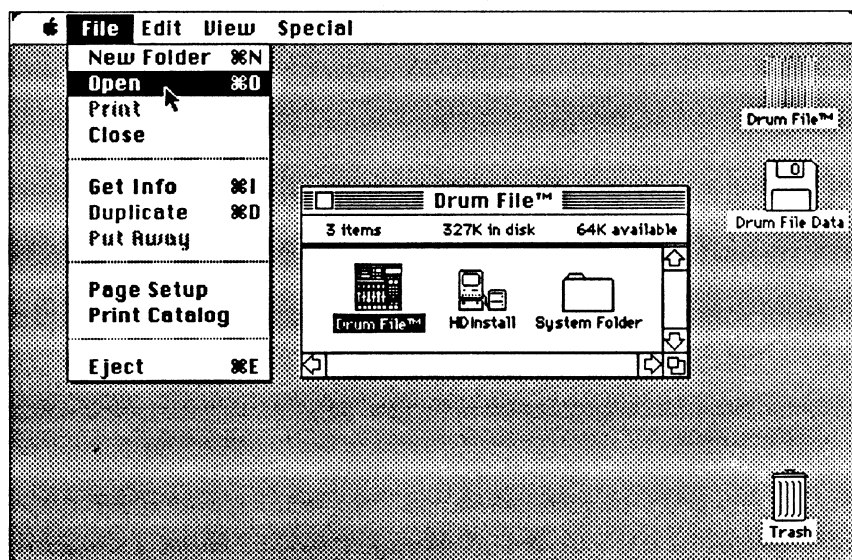 File Edit View Special
New Folder ⌘N
Open ⌘O
Print
Close
Get Info ⌘I
Duplicate ⌘D
Put Away
Page Setup
Print Catalog
Eject ⌘E
Drum File™
3 items 327K in disk 64K available
Drum File™
HDInstall
System Folder
Drum File™
Drum File Data
Trash